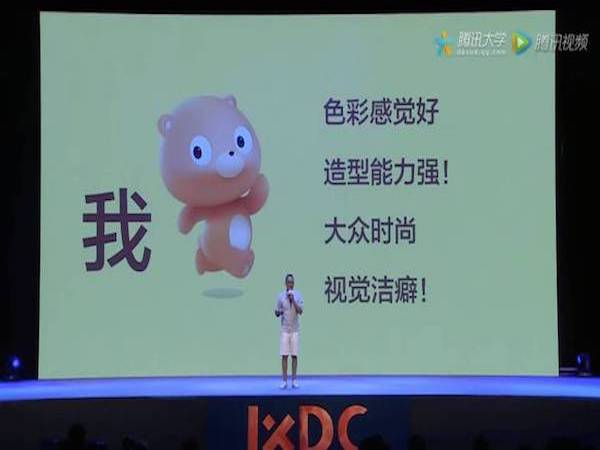 腾讯大学
daxue.qq.com
腾讯视频
我
色彩感觉好
造型能力强!
大众时尚
视觉洁癖!
IXDC